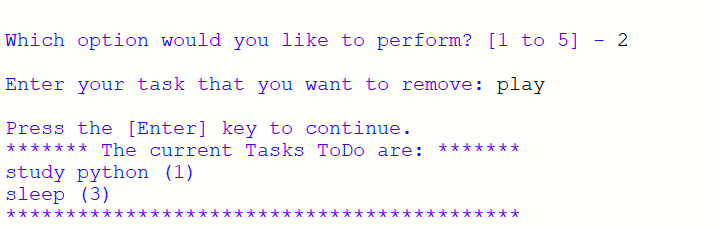 Which option would you like to perform? [1 to 5] - 2
Enter your task that you want to remove: play
Press the [Enter] key to continue.
******* The current Tasks ToDo are: *******
study python (1)
sleep (3)
*******************************************